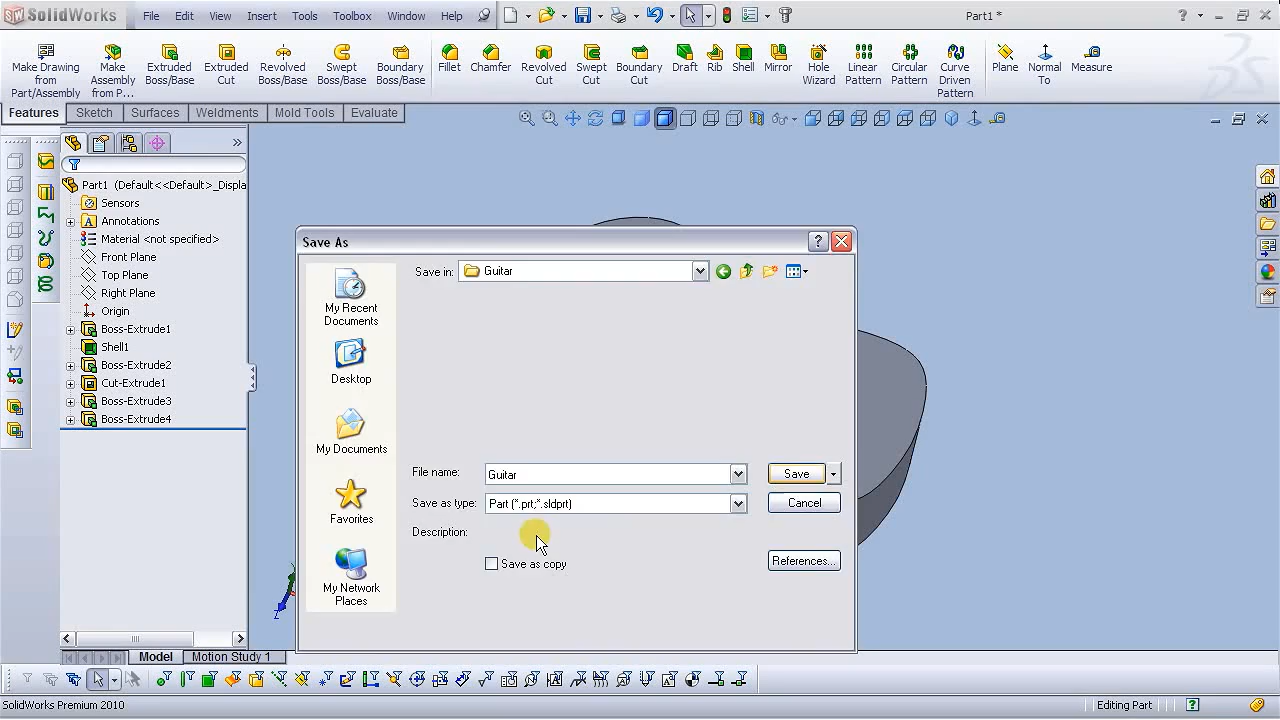 SolidWorks File Edit View Insert Tools Toolbox Window Help Part1 *
Make Drawing from Part/Assembly
Make Assembly from P...
Extruded Boss/Base
Extruded Cut
Revolved Boss/Base
Swept Boss/Base
Boundary Boss/Base
Fillet
Chamfer
Revolved Cut
Swept Cut
Boundary Cut
Draft
Rib
Shell
Mirror
Hole Wizard
Linear Pattern
Circular Pattern
Curve Driven Pattern
Plane
Normal To
Measure
Features Sketch Surfaces Weldments Mold Tools Evaluate
Part1 (Default<<Default>_Displa
Sensors
Annotations
Material <not specified>
Front Plane
Top Plane
Right Plane
Origin
Boss-Extrude1
Shell1
Boss-Extrude2
Cut-Extrude1
Boss-Extrude3
Boss-Extrude4
Save As
Save in: Guitar
My Recent Documents
Desktop
My Documents
Favorites
My Network Places
File name: Guitar Save
Save as type: Part (*.prt;*.sldprt) Cancel
Description:
Save as copy References...
Model Motion Study 1
SolidWorks Premium 2010 Editing Part